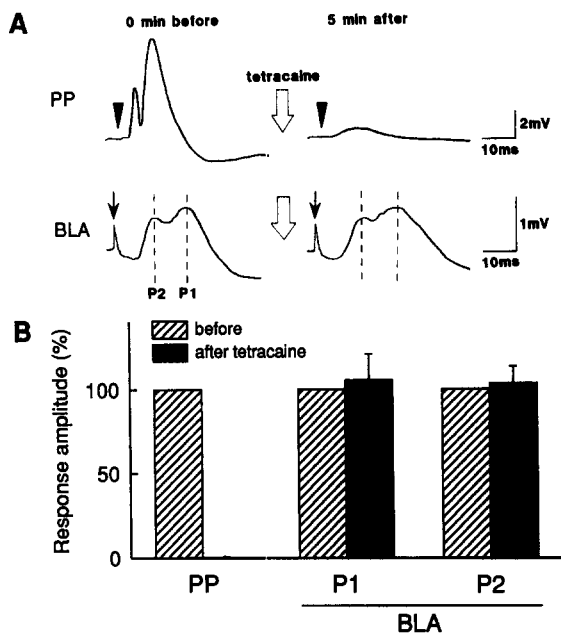 A
0 min before
5 min after
tetracaine
PP
2mV
10ms
BLA
1mV
10ms
P2 P1
B
before
after tetracaine
Response amplitude (%)
100
50
0
PP
P1
P2
BLA